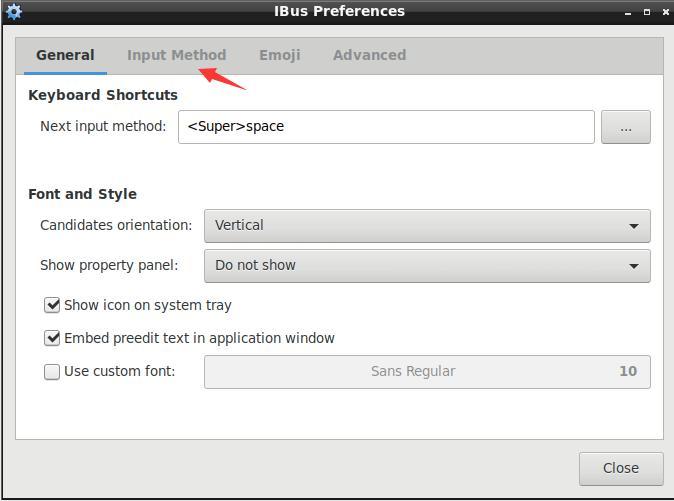 IBus Preferences
General Input Method Emoji Advanced
Keyboard Shortcuts
Next input method: <Super>space ...
Font and Style
Candidates orientation: Vertical
Show property panel: Do not show
Show icon on system tray
Embed preedit text in application window
Use custom font: Sans Regular 10
Close